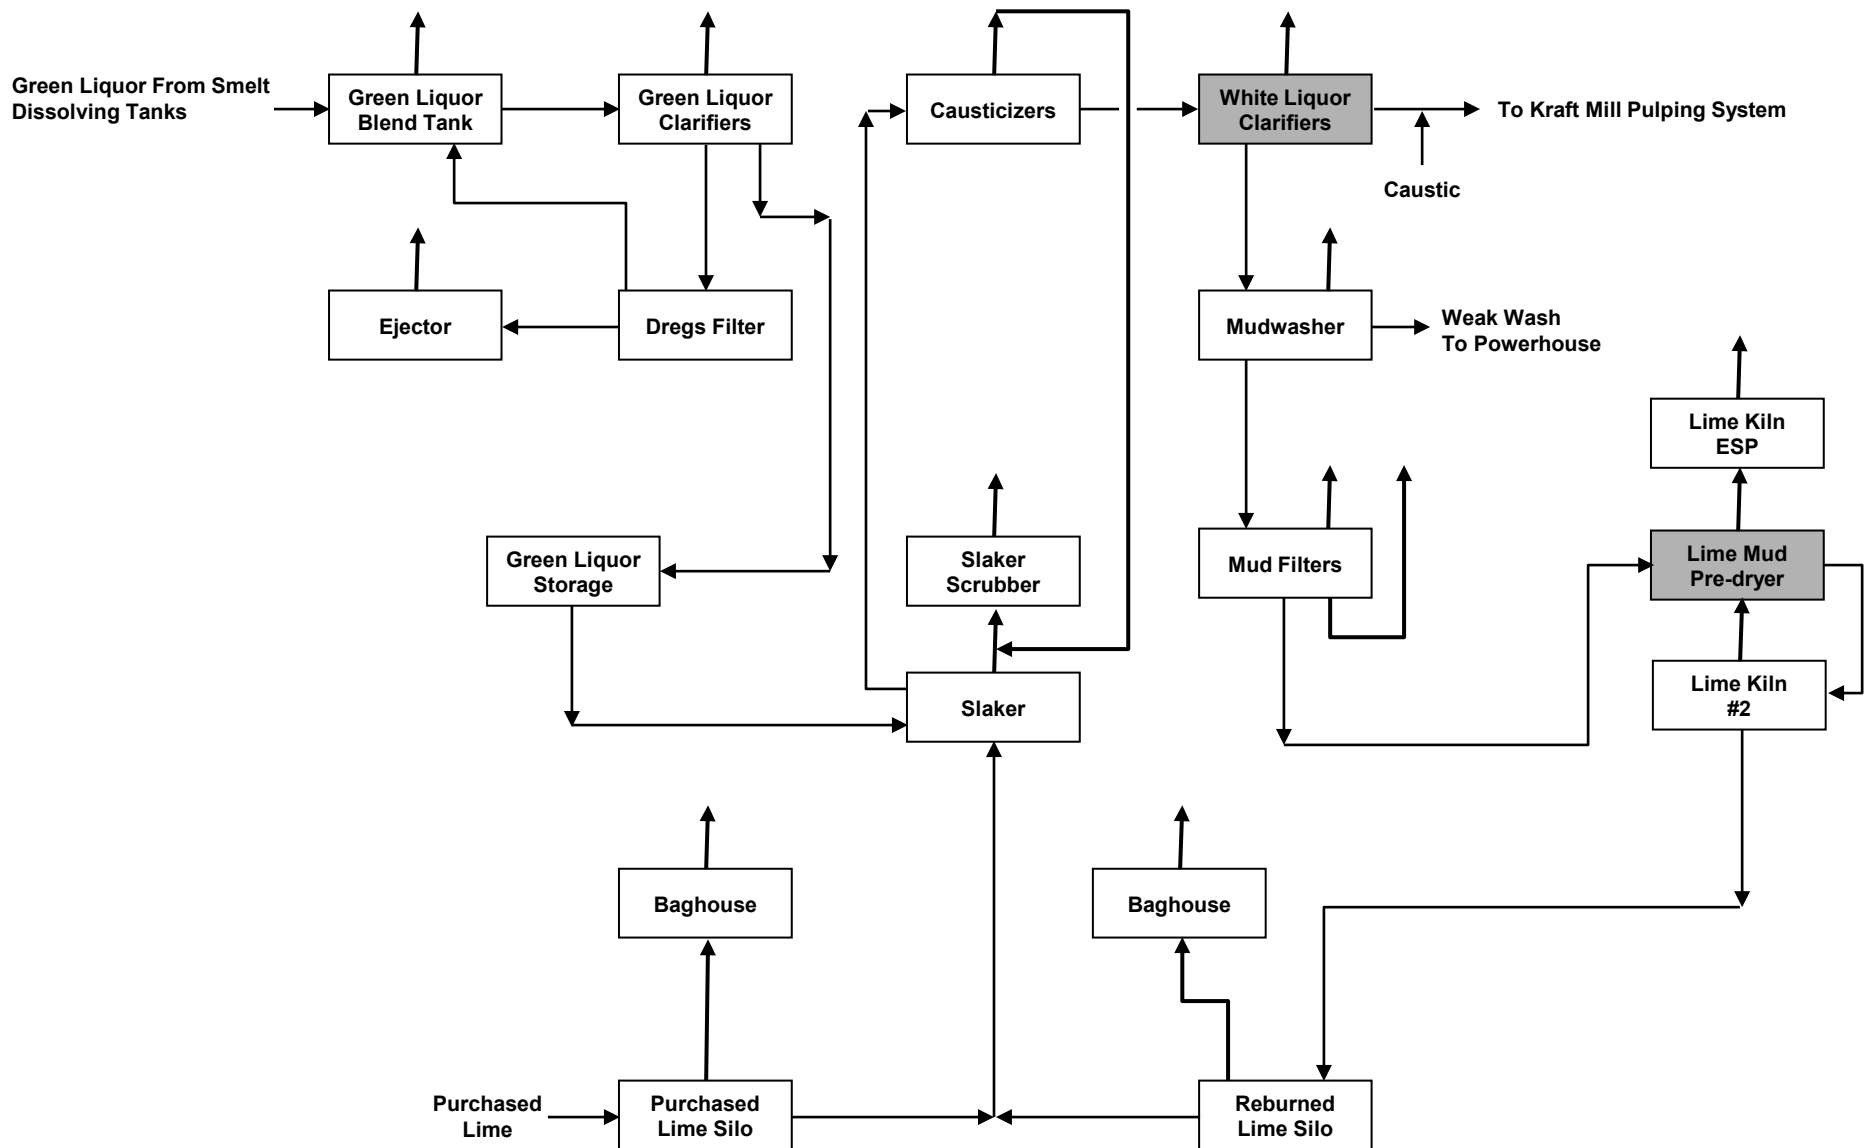 Green Liquor From Smelt
Dissolving Tanks
Green Liquor
Blend Tank
Green Liquor
Clarifiers
Causticizers
White Liquor
Clarifiers
To Kraft Mill Pulping System
Caustic
Ejector
Dregs Filter
Mudwasher
Weak Wash
To Powerhouse
Lime Kiln
ESP
Green Liquor
Storage
Slaker
Scrubber
Mud Filters
Lime Mud
Pre-dryer
Slaker
Lime Kiln
#2
Baghouse
Baghouse
Purchased
Lime
Purchased
Lime Silo
Reburned
Lime Silo